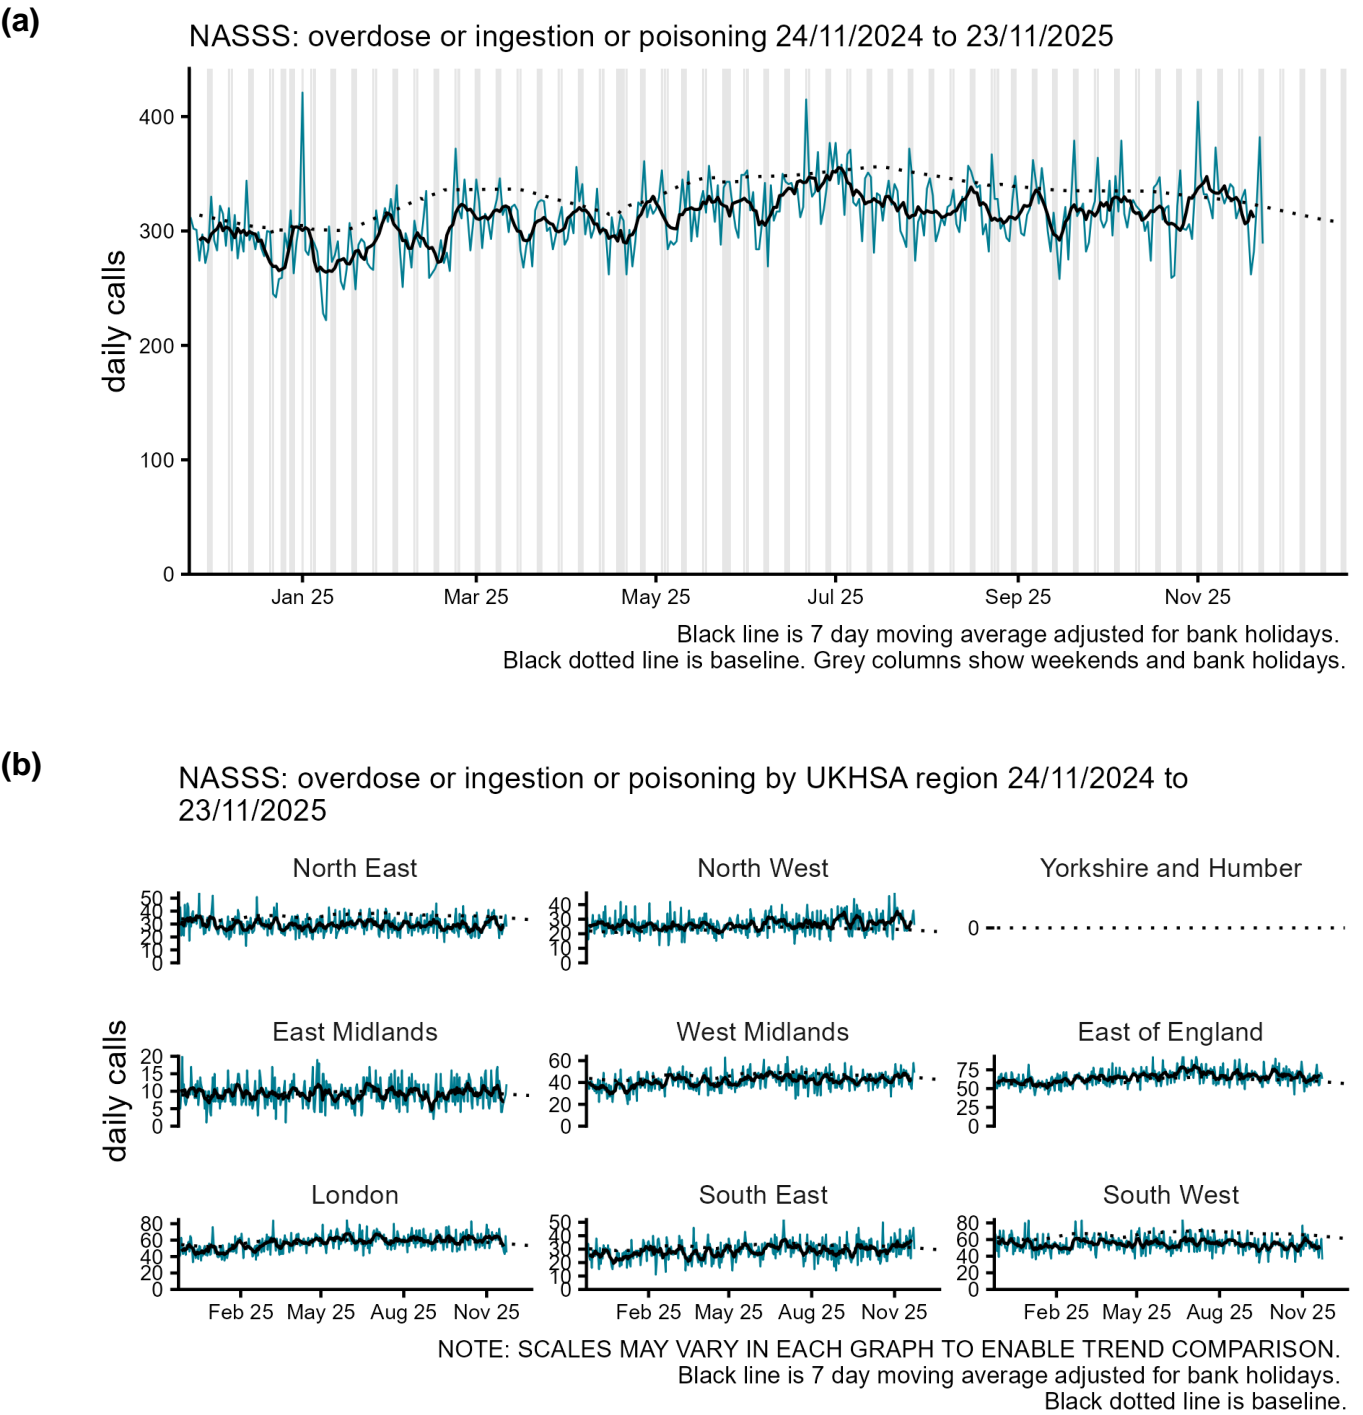 (a)
NASSS: overdose or ingestion or poisoning 24/11/2024 to 23/11/2025
400
300
200
100
0
daily calls
Jan 25 Mar 25 May 25 Jul 25 Sep 25 Nov 25
Black line is 7 day moving average adjusted for bank holidays.
Black dotted line is baseline. Grey columns show weekends and bank holidays.
(b)
NASSS: overdose or ingestion or poisoning by UKHSA region 24/11/2024 to
23/11/2025
daily calls
North East
50
40
30
20
10
0
North West
40
30
20
10
0
Yorkshire and Humber
0
East Midlands
20
15
10
5
0
West Midlands
60
40
20
0
East of England
75
50
25
0
London
80
60
40
20
0
South East
50
40
30
20
10
0
South West
80
60
40
20
0
Feb 25 May 25 Aug 25 Nov 25 Feb 25 May 25 Aug 25 Nov 25 Feb 25 May 25 Aug 25 Nov 25
NOTE: SCALES MAY VARY IN EACH GRAPH TO ENABLE TREND COMPARISON.
Black line is 7 day moving average adjusted for bank holidays.
Black dotted line is baseline.